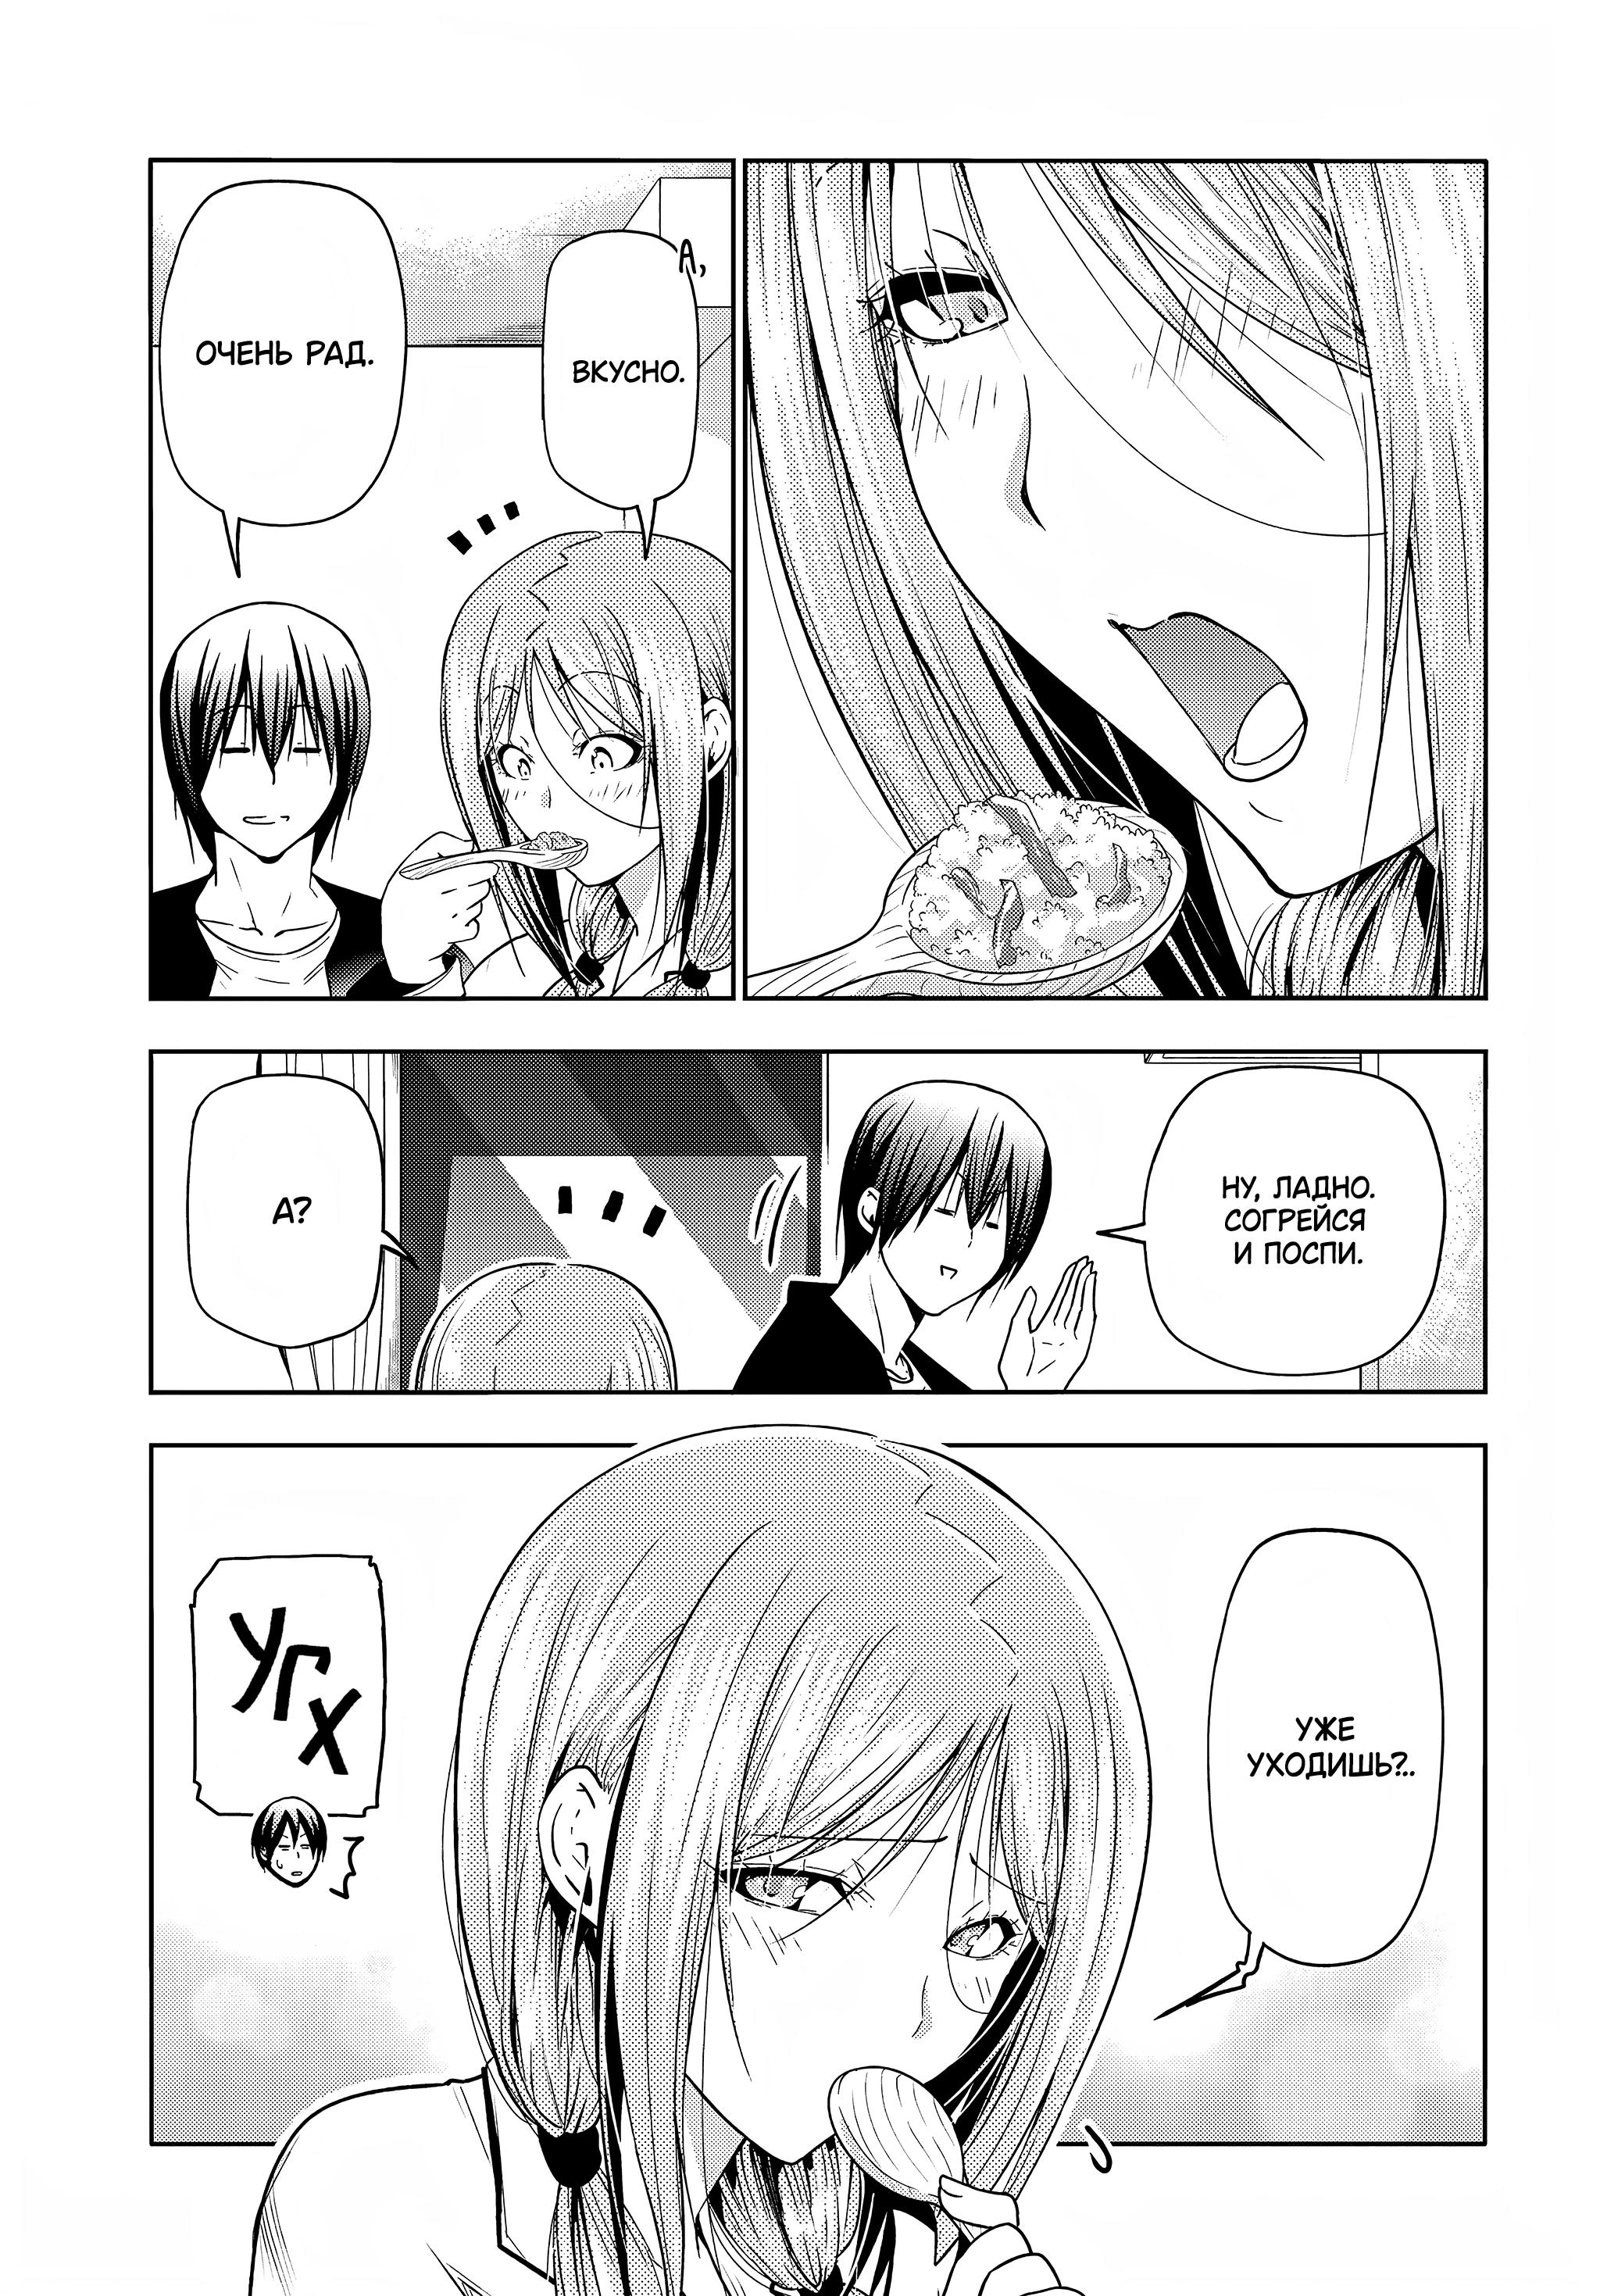 А,
ВКУСНО.
ОЧЕНЬ РАД.
НУ, ЛАДНО.
СОГРЕЙСЯ
И ПОСПИ.
А?
УЖЕ
УХОДИШЬ?..
УГХ